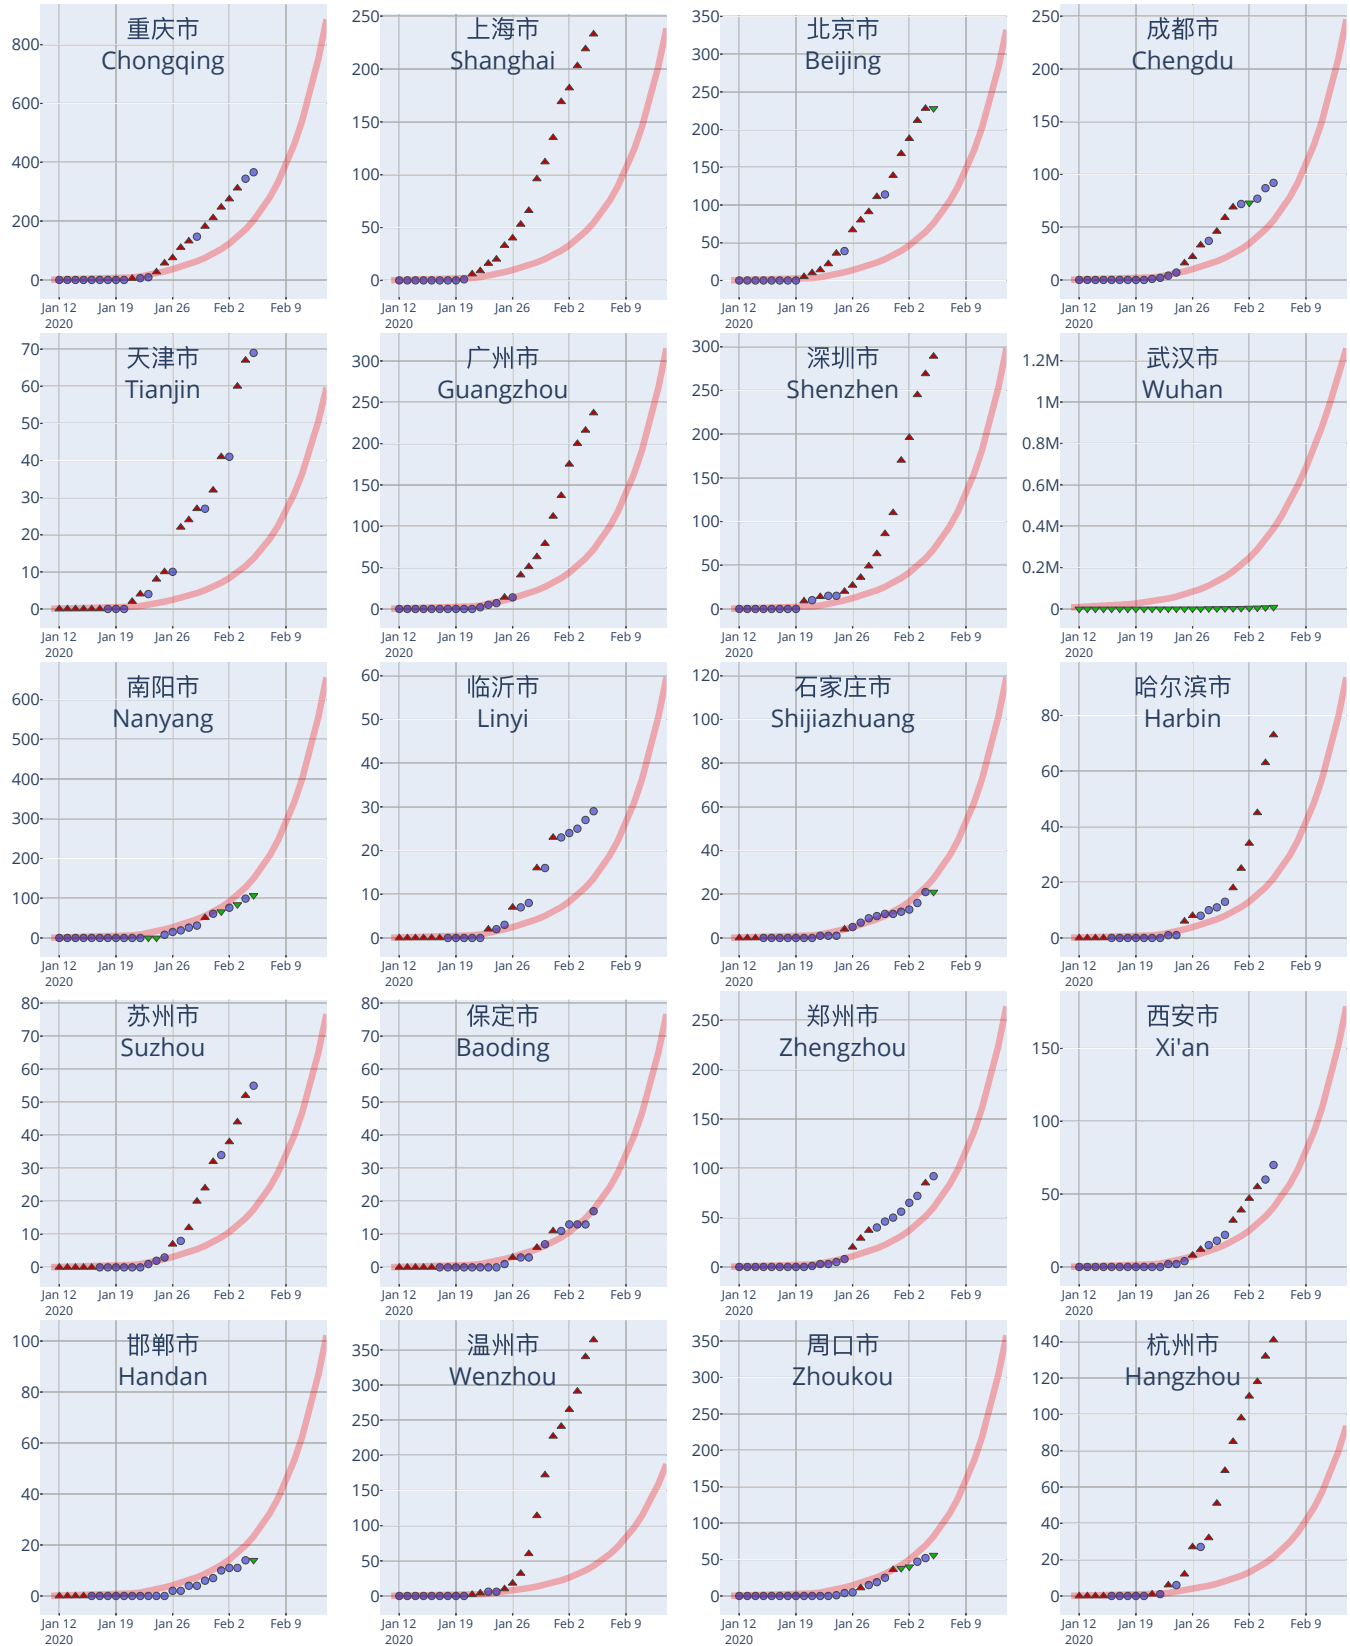 重庆市
Chongqing
800
600
400
200
0
Jan 12
2020
Jan 19
Jan 26
Feb 2
Feb 9
上海市
Shanghai
250
200
150
100
50
0
Jan 12
2020
Jan 19
Jan 26
Feb 2
Feb 9
北京市
Beijing
350
300
250
200
150
100
50
0
Jan 12
2020
Jan 19
Jan 26
Feb 2
Feb 9
成都市
Chengdu
250
200
150
100
50
0
Jan 12
2020
Jan 19
Jan 26
Feb 2
Feb 9
天津市
Tianjin
70
60
50
40
30
20
10
0
Jan 12
2020
Jan 19
Jan 26
Feb 2
Feb 9
广州市
Guangzhou
300
250
200
150
100
50
0
Jan 12
2020
Jan 19
Jan 26
Feb 2
Feb 9
深圳市
Shenzhen
300
250
200
150
100
50
0
Jan 12
2020
Jan 19
Jan 26
Feb 2
Feb 9
武汉市
Wuhan
1.2M
1M
0.8M
0.6M
0.4M
0.2M
0
Jan 12
2020
Jan 19
Jan 26
Feb 2
Feb 9
南阳市
Nanyang
600
500
400
300
200
100
0
Jan 12
2020
Jan 19
Jan 26
Feb 2
Feb 9
临沂市
Linyi
60
50
40
30
20
10
0
Jan 12
2020
Jan 19
Jan 26
Feb 2
Feb 9
石家庄市
Shijiazhuang
120
100
80
60
40
20
0
Jan 12
2020
Jan 19
Jan 26
Feb 2
Feb 9
哈尔滨市
Harbin
80
60
40
20
0
Jan 12
2020
Jan 19
Jan 26
Feb 2
Feb 9
苏州市
Suzhou
80
70
60
50
40
30
20
10
0
Jan 12
2020
Jan 19
Jan 26
Feb 2
Feb 9
保定市
Baoding
80
70
60
50
40
30
20
10
0
Jan 12
2020
Jan 19
Jan 26
Feb 2
Feb 9
郑州市
Zhengzhou
250
200
150
100
50
0
Jan 12
2020
Jan 19
Jan 26
Feb 2
Feb 9
西安市
Xi'an
150
100
50
0
Jan 12
2020
Jan 19
Jan 26
Feb 2
Feb 9
邯郸市
Handan
100
80
60
40
20
0
Jan 12
2020
Jan 19
Jan 26
Feb 2
Feb 9
温州市
Wenzhou
350
300
250
200
150
100
50
0
Jan 12
2020
Jan 19
Jan 26
Feb 2
Feb 9
周口市
Zhoukou
350
300
250
200
150
100
50
0
Jan 12
2020
Jan 19
Jan 26
Feb 2
Feb 9
杭州市
Hangzhou
140
120
100
80
60
40
20
0
Jan 12
2020
Jan 19
Jan 26
Feb 2
Feb 9